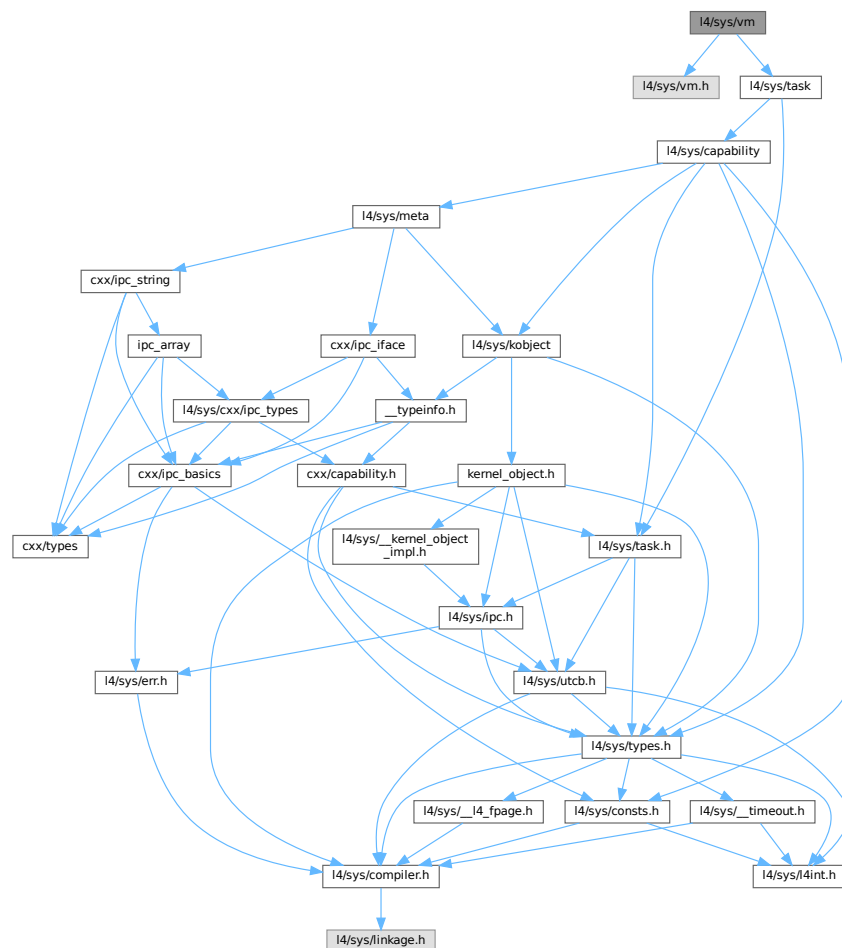 l4/sys/vm
l4/sys/vm.h
l4/sys/task
l4/sys/capability
l4/sys/meta
cxx/ipc_string
ipc_array
cxx/ipc_iface
l4/sys/kobject
l4/sys/cxx/ipc_types
__typeinfo.h
cxx/ipc_basics
cxx/capability.h
kernel_object.h
cxx/types
l4/sys/__kernel_object
_impl.h
l4/sys/task.h
l4/sys/ipc.h
l4/sys/err.h
l4/sys/utcb.h
l4/sys/types.h
l4/sys/__l4_fpage.h
l4/sys/consts.h
l4/sys/__timeout.h
l4/sys/compiler.h
l4/sys/l4int.h
l4/sys/linkage.h